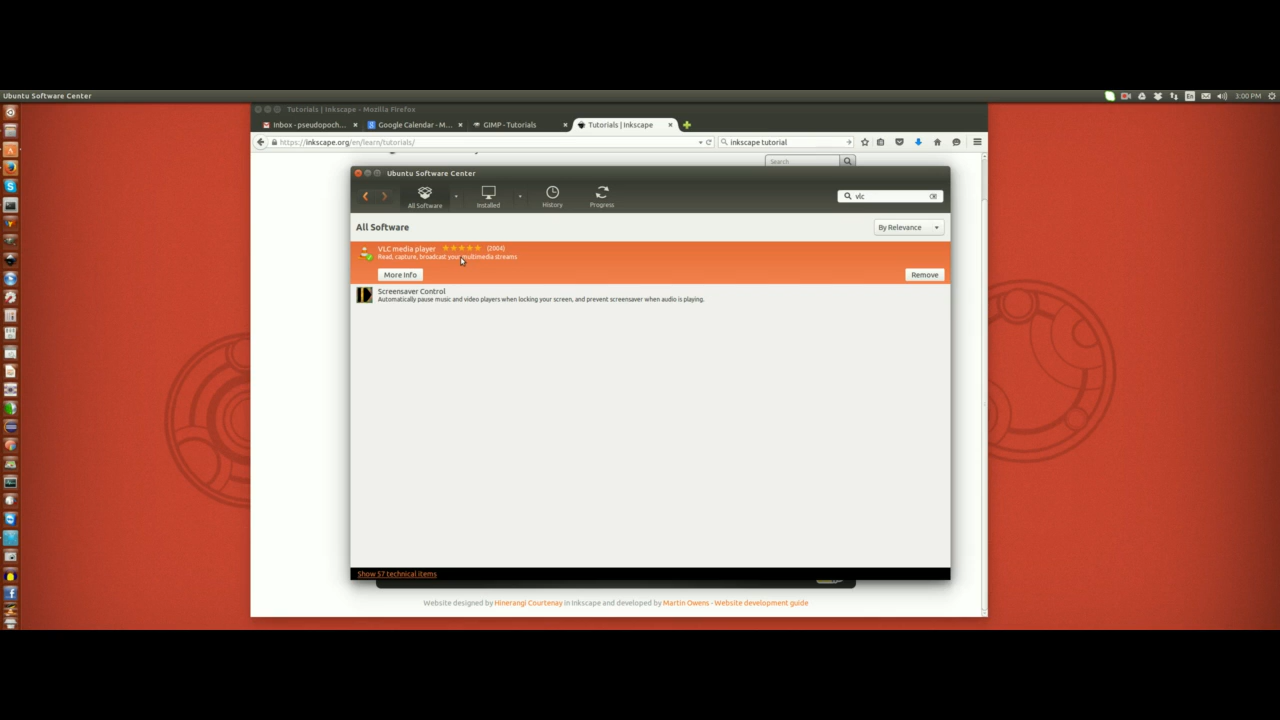 Ubuntu Software Center
En
3:00 PM
Tutorials | Inkscape - Mozilla Firefox
Inbox - pseudopoch...
Google Calendar - M...
GIMP - Tutorials
Tutorials | Inkscape
https://inkscape.org/en/learn/tutorials/
inkscape tutorial
Search
Ubuntu Software Center
All Software
Installed
History
Progress
vlc
All Software
By Relevance
VLC media player
(2004)
Read, capture, broadcast your multimedia streams
More Info
Remove
Screensaver Control
Automatically pause music and video players when locking your screen, and prevent screensaver when audio is playing.
Show 57 technical items
Website designed by Hinerangi Courtenay in Inkscape and developed by Martin Owens - Website development guide